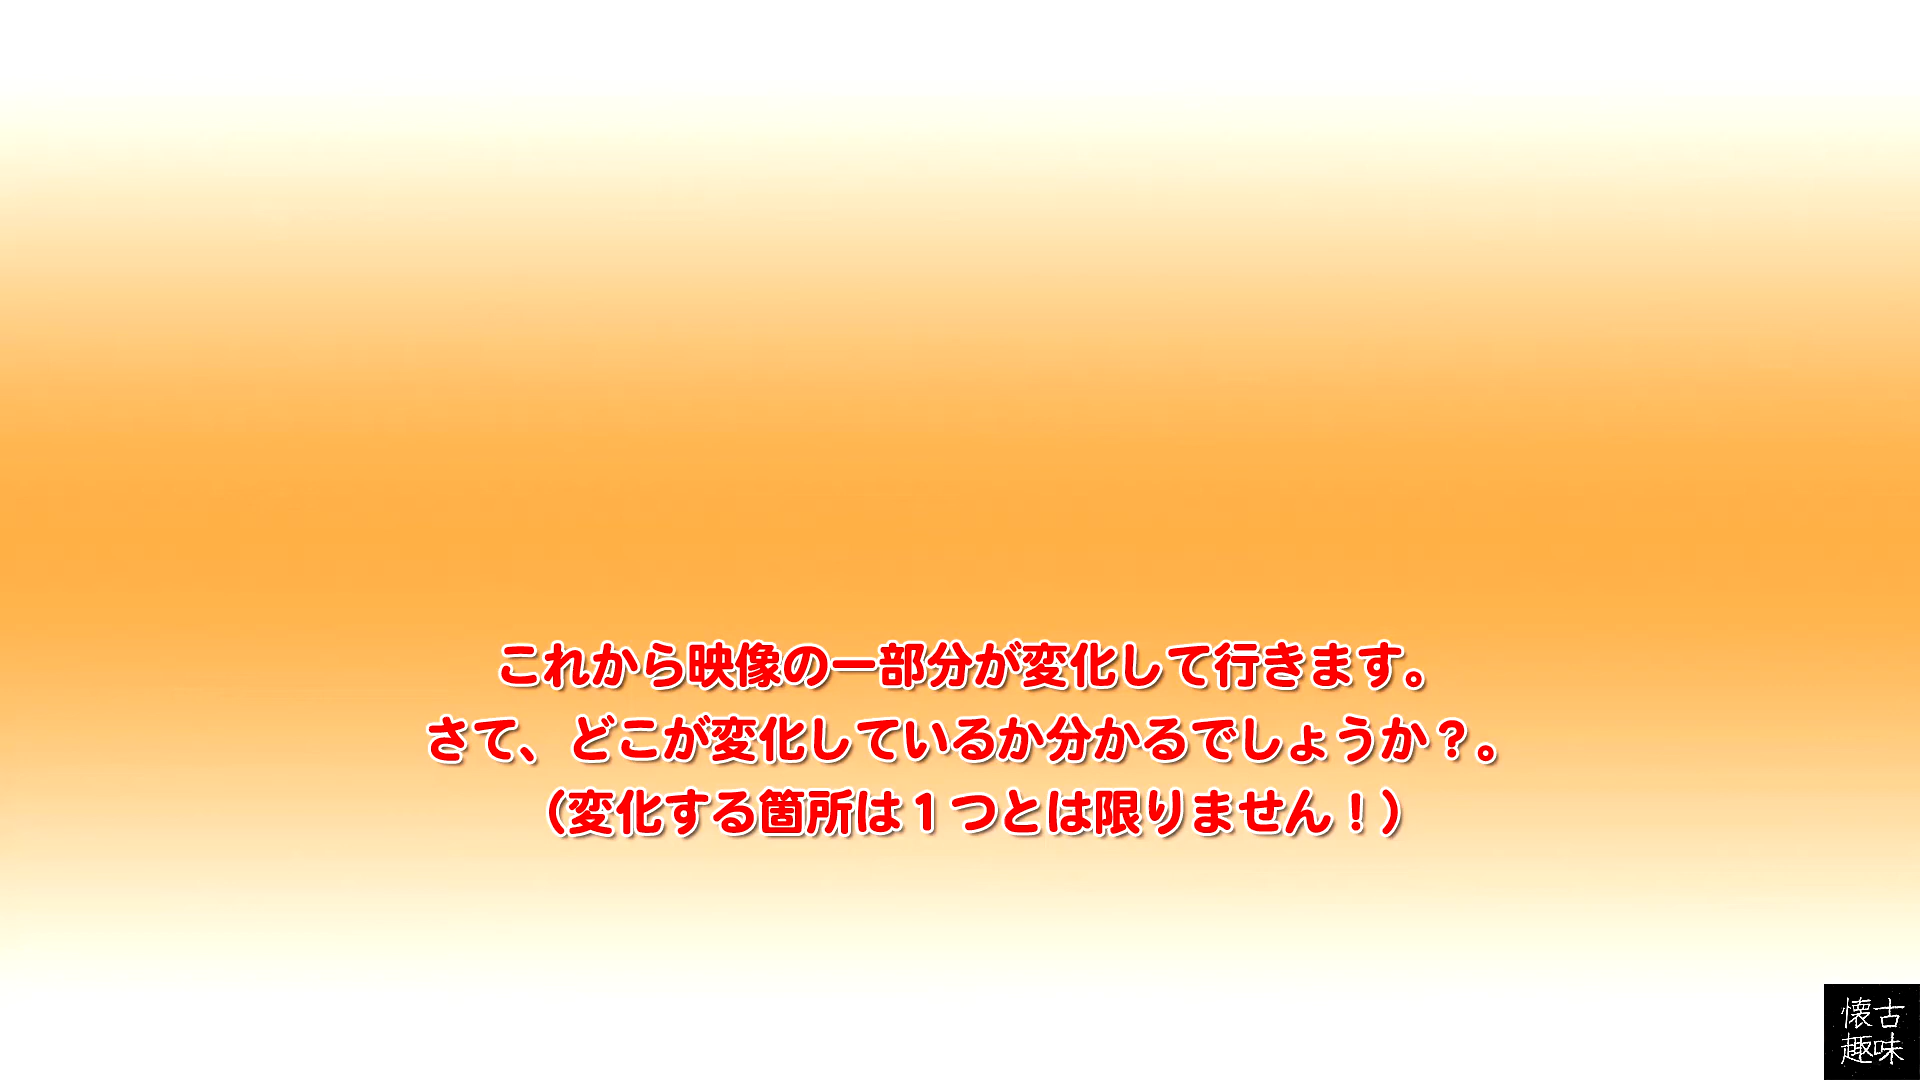 これから映像の一部分が変化して行きます。
さて、どこが変化しているか分かるでしょうか？。
（変化する箇所は１つとは限りません！）
懐古
趣味